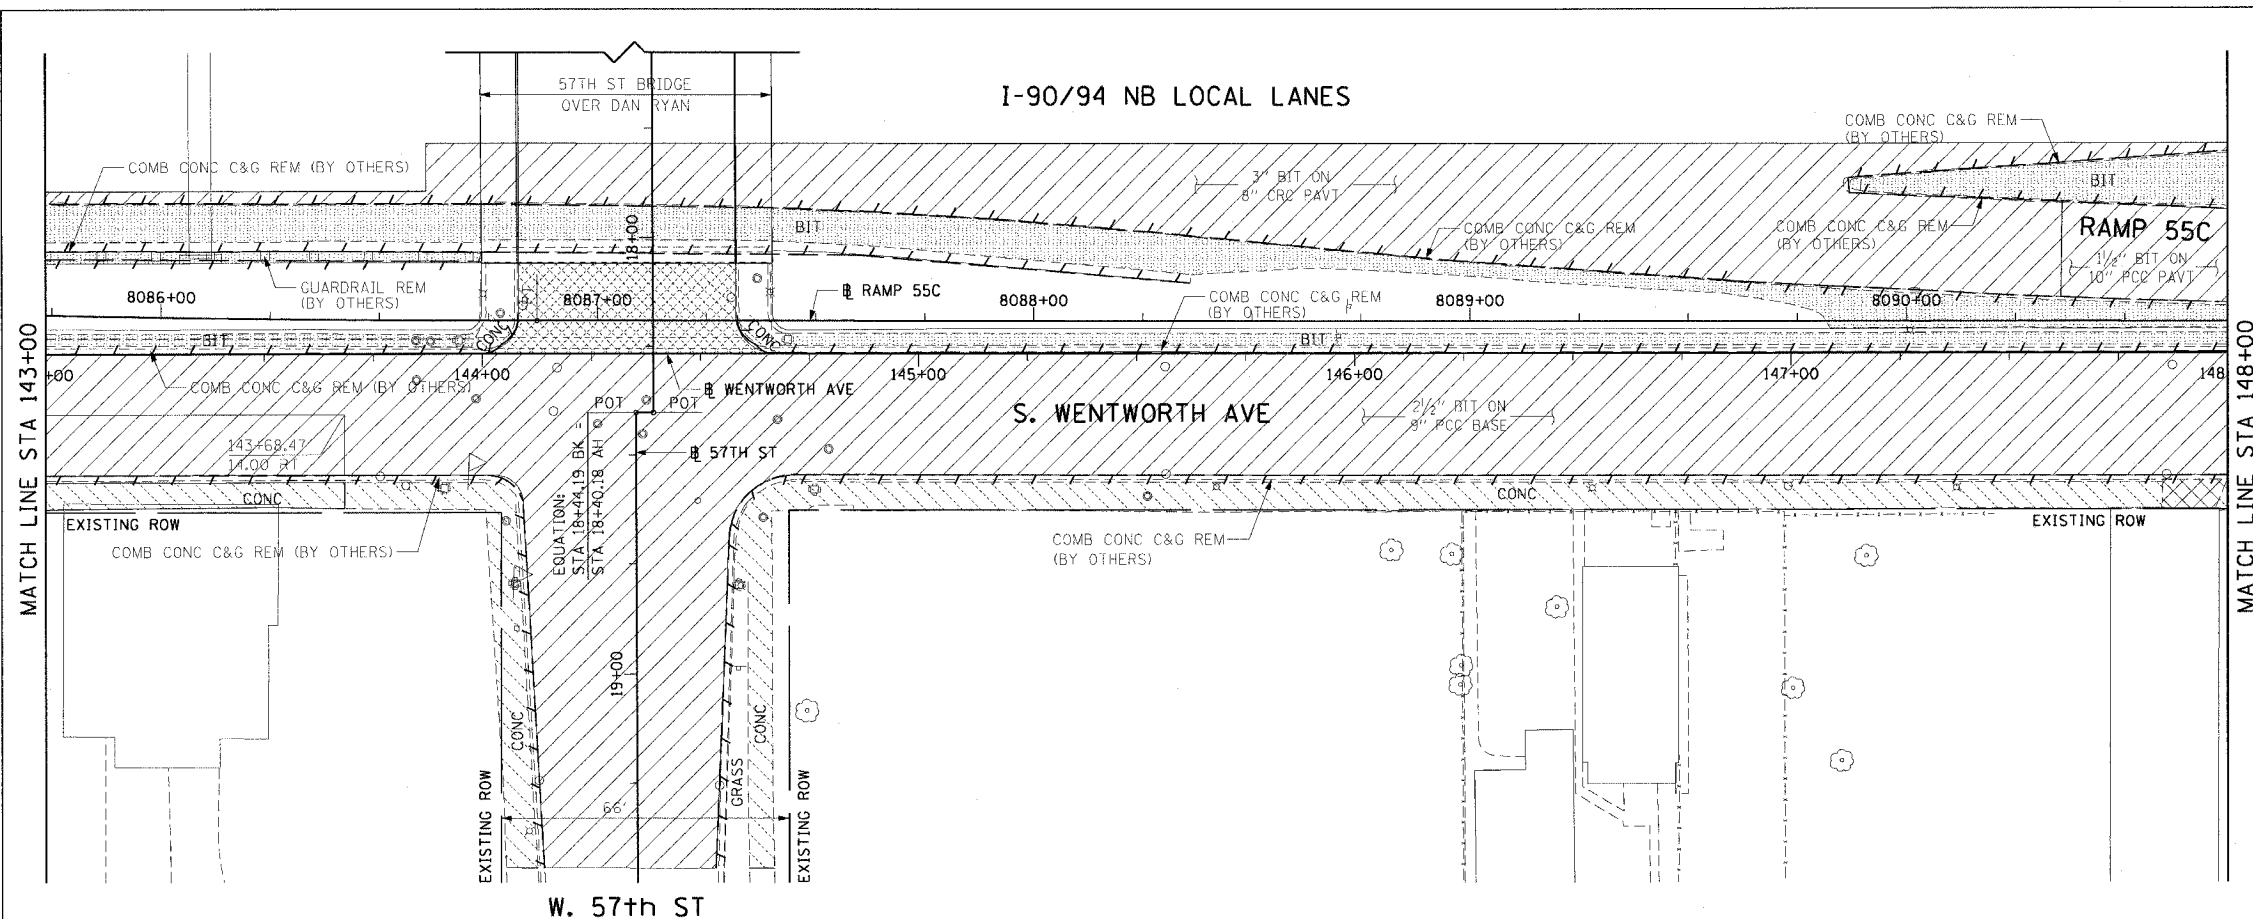 57TH ST BRIDGE
OVER DAN RYAN
I-90/94 NB LOCAL LANES
COMB CONC C&G REM
(BY OTHERS)
COMB CONC C&G REM (BY OTHERS)
3" BIT ON
8" CRC PAVT
BIT
BIT
18+00
COMB CONC C&G REM
(BY OTHERS)
COMB CONC C&G REM
(BY OTHERS)
RAMP 55C
1 1/2" BIT ON
10" PCC PAVT
GUARDRAIL REM
(BY OTHERS)
8086+00
8087+00
RAMP 55C
8088+00
COMB CONC C&G REM
(BY OTHERS)
8089+00
8090+00
MATCH LINE STA 143+00
MATCH LINE STA 148+00
BIT
CONC
CONC
BIT
+00
COMB CONC C&G REM (BY OTHERS)
144+00
WENTWORTH AVE
145+00
146+00
147+00
148
POT
POT
S. WENTWORTH AVE
2 1/2" BIT ON
9" PCC BASE
143+68.47
14.00 RT
57TH ST
EQUATION:
STA 18+44.19 BK =
STA 18+40.18 AH
CONC
CONC
EXISTING ROW
EXISTING ROW
COMB CONC C&G REM (BY OTHERS)
COMB CONC C&G REM
(BY OTHERS)
19+00
CONC
CONC
GRASS
66'
EXISTING ROW
EXISTING ROW
W. 57th ST